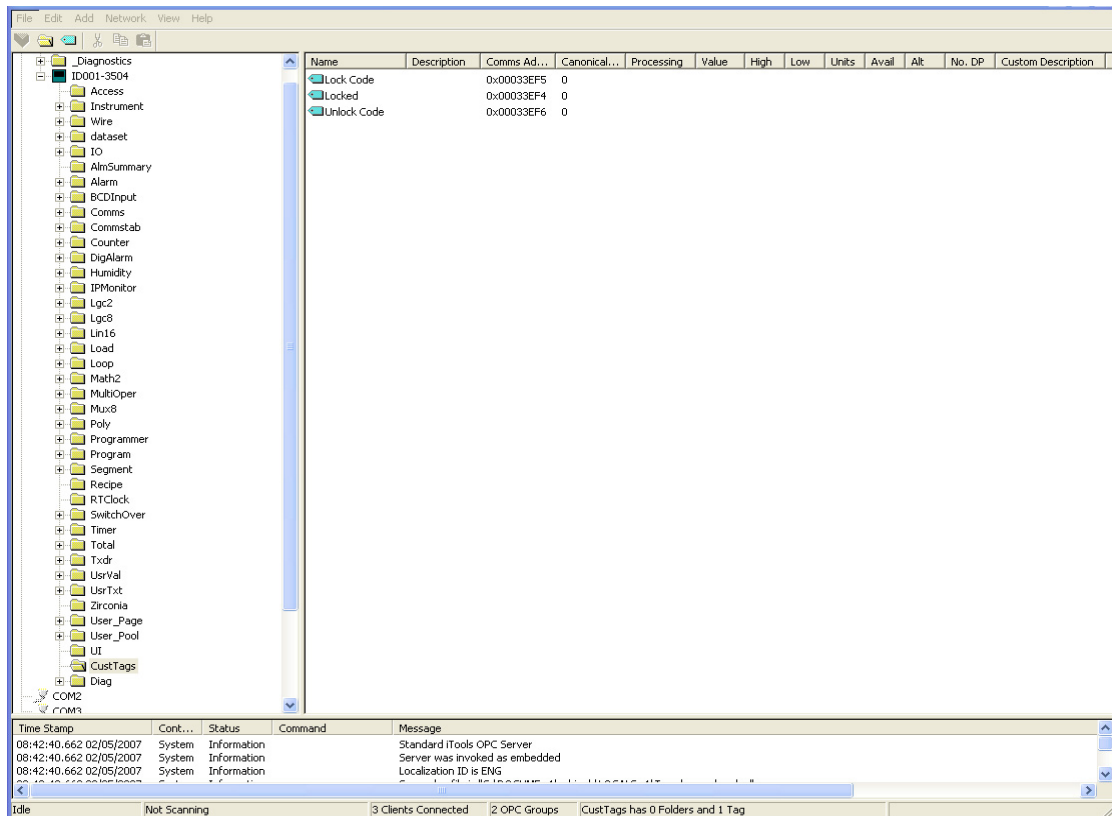 File Edit Add Network View Help
_Diagnostics
ID001-3504
Access
Instrument
Wire
dataset
IO
AlmSummary
Alarm
BCDInput
Comms
Commstab
Counter
DigAlarm
Humidity
IPMonitor
Lgc2
Lgc8
Lin16
Load
Loop
Math2
MultiOper
Mux8
Poly
Programmer
Program
Segment
Recipe
RTClock
SwitchOver
Timer
Total
Txdr
UsrVal
UsrTxt
Zirconia
User_Page
User_Pool
UI
CustTags
Diag
COM2
COM3
Name Description Comms Ad... Canonical... Processing Value High Low Units Avail Alt No. DP Custom Description
Lock Code 0x00033EF5 0
Locked 0x00033EF4 0
Unlock Code 0x00033EF6 0
Time Stamp Cont... Status Command Message
08:42:40.662 02/05/2007 System Information Standard iTools OPC Server
08:42:40.662 02/05/2007 System Information Server was invoked as embedded
08:42:40.662 02/05/2007 System Information Localization ID is ENG
Idle Not Scanning 3 Clients Connected 2 OPC Groups CustTags has 0 Folders and 1 Tag